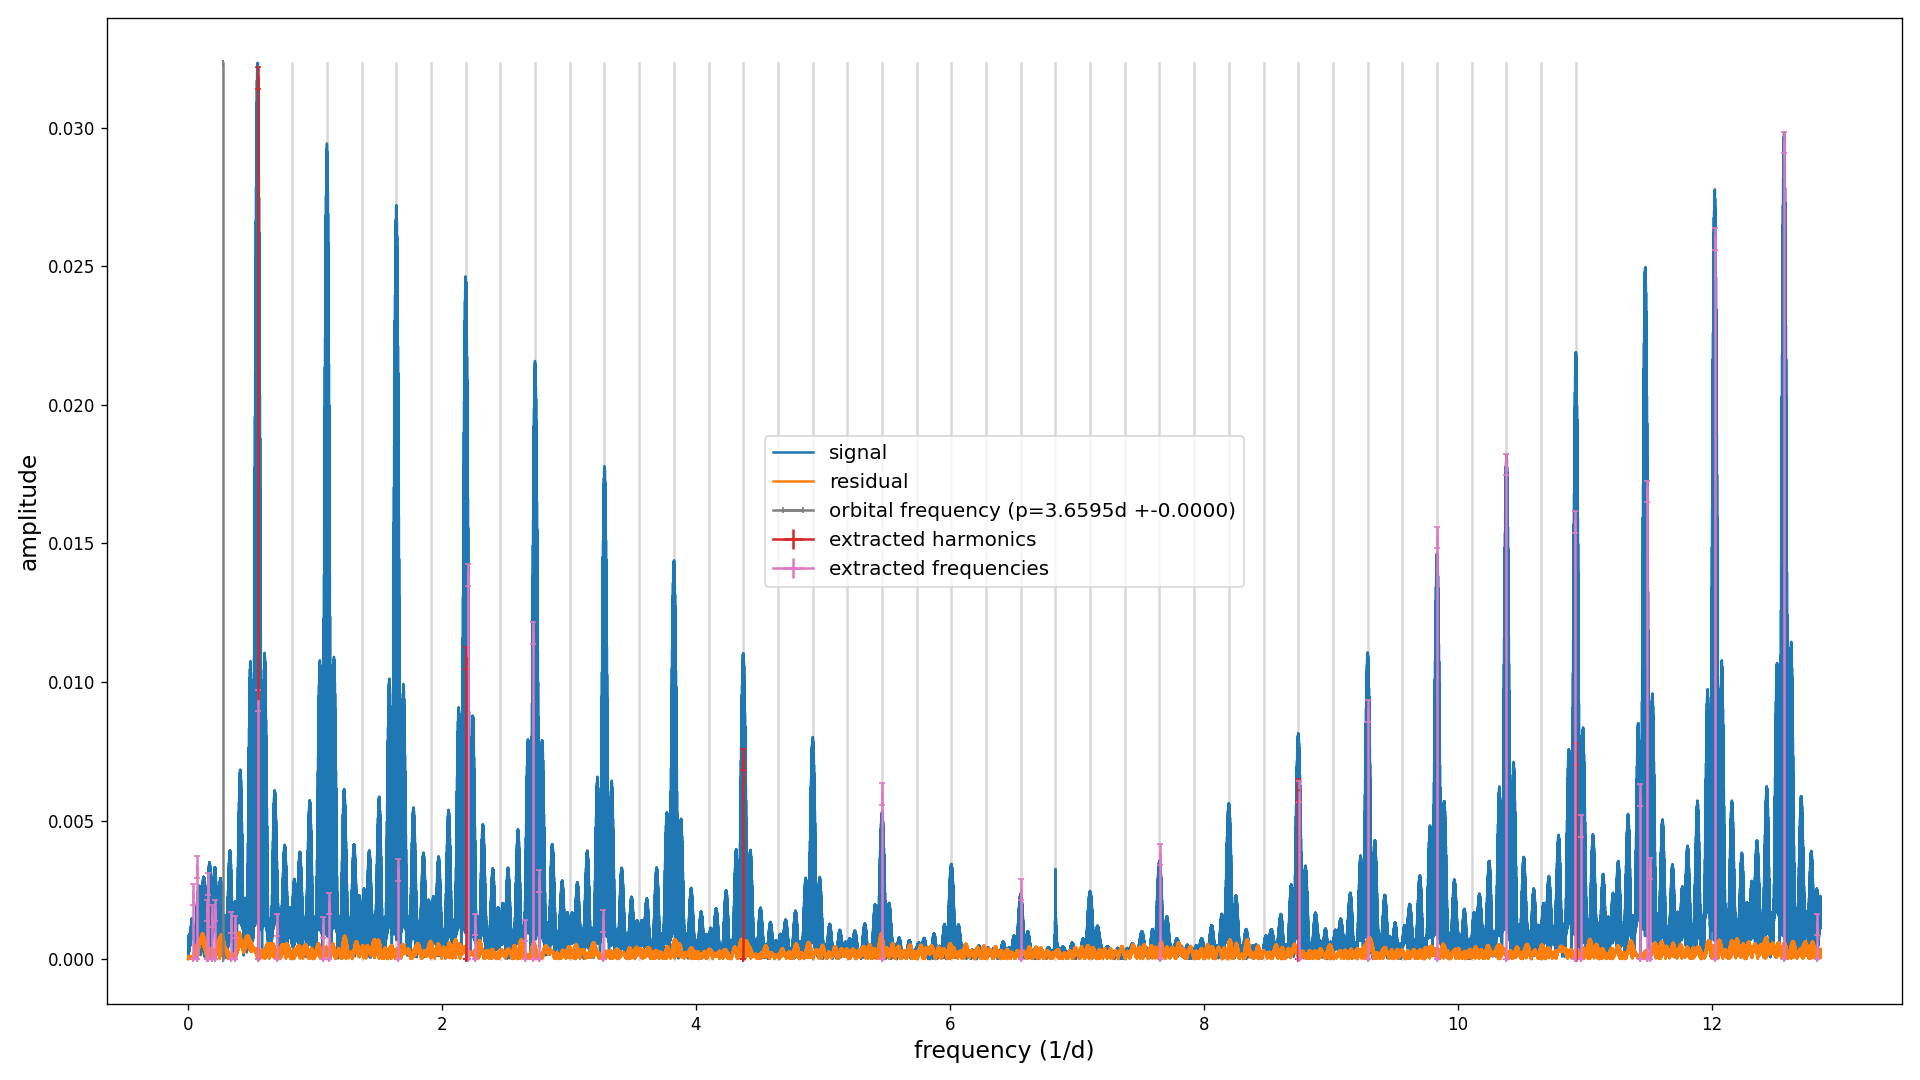 0.030
0.025
0.020
0.015
0.010
0.005
0.000
amplitude
signal
residual
orbital frequency (p=3.6595d +-0.0000)
extracted harmonics
extracted frequencies
0 2 4 6 8 10 12
frequency (1/d)